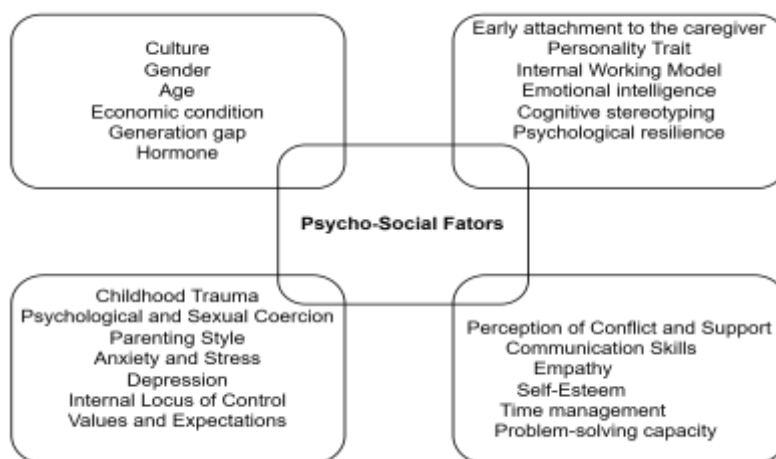 Culture
Gender
Age
Economic condition
Generation gap
Hormone
Early attachment to the caregiver
Personality Trait
Internal Working Model
Emotional intelligence
Cognitive stereotyping
Psychological resilience
Psycho-Social Fators
Childhood Trauma
Psychological and Sexual Coercion
Parenting Style
Anxiety and Stress
Depression
Internal Locus of Control
Values and Expectations
Perception of Conflict and Support
Communication Skills
Empathy
Self-Esteem
Time management
Problem-solving capacity